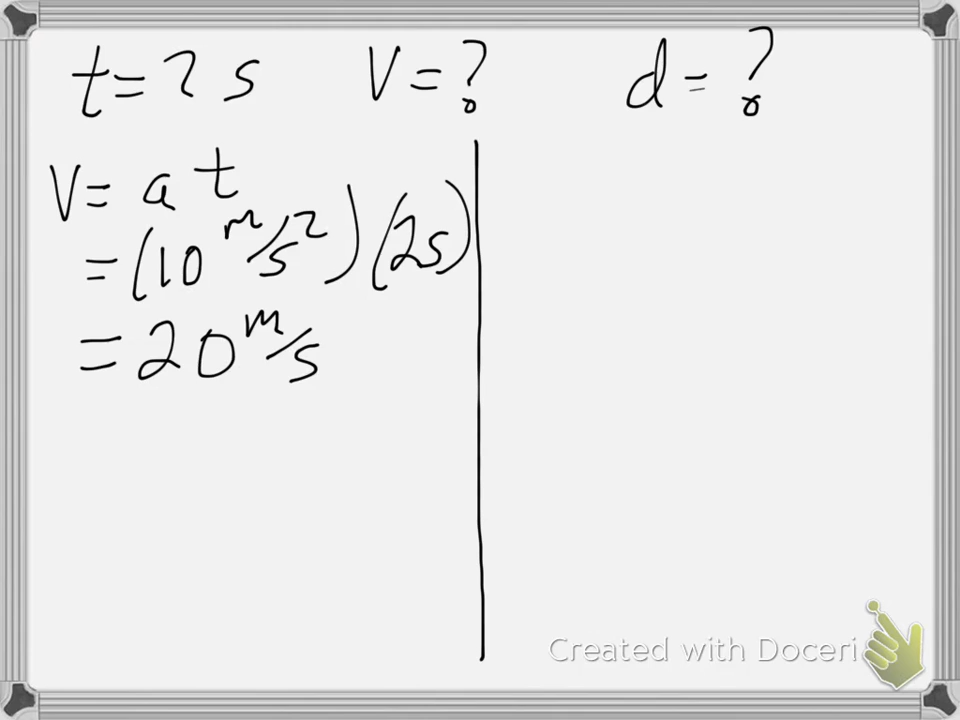 t = 2 s V = ? d = ?
V = a t
= (10 m/s²) (2s)
= 20 m/s
Created with Doceri